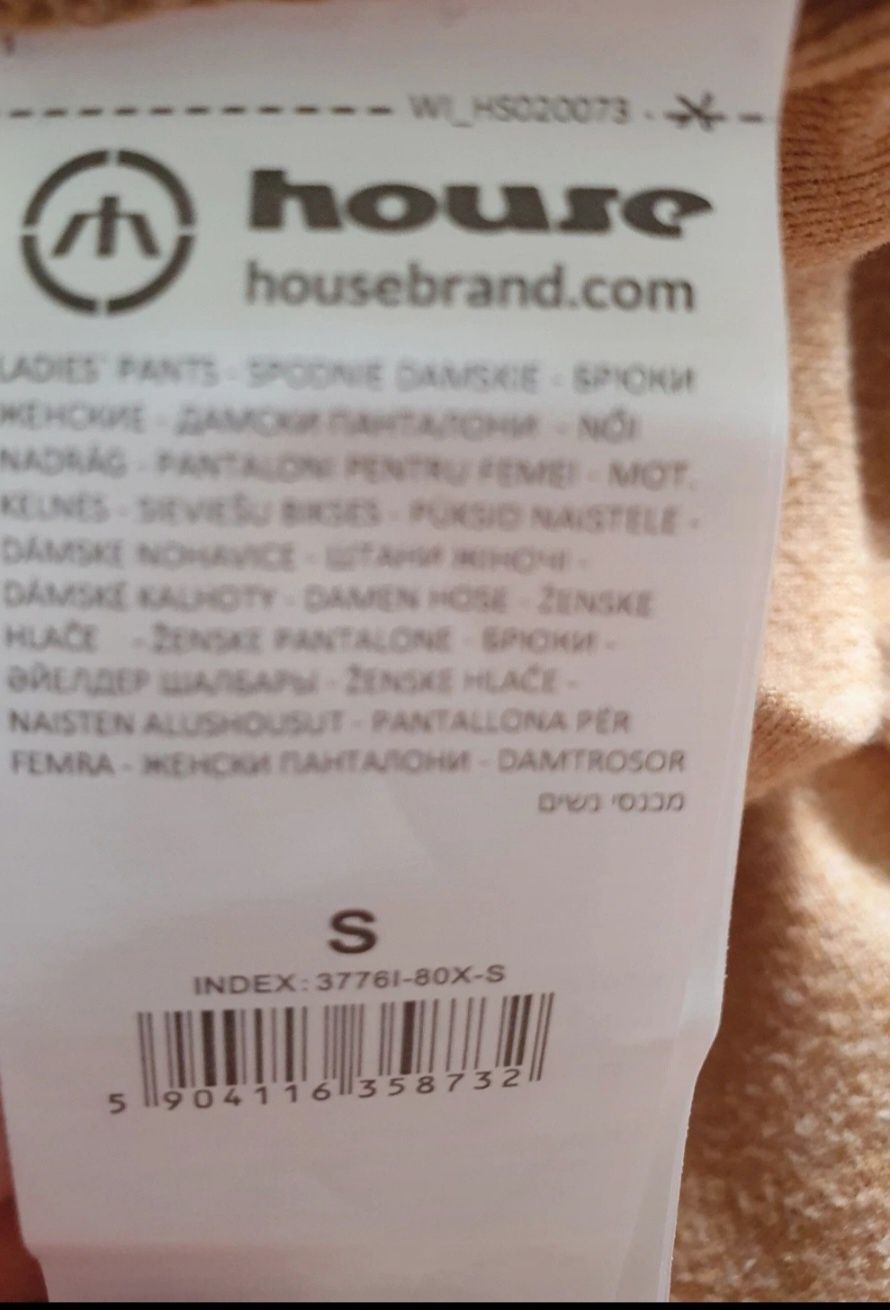 WI_HS020073
house
housebrand.com
LADIES' PANTS - SPODNIE DAMSKIE - БРЮКИ
ЖЕНСКИЕ - ДАМСКИ ПАНТАЛОНИ - NŐI
NADRÁG - PANTALONI PENTRU FEMEI - MOT.
KELNĖS - SIEVIEŠU BIKSES - PÜKSID NAISTELE -
DÁMSKE NOHAVICE - ШТАНИ ЖІНОЧІ -
DÁMSKÉ KALHOTY - DAMEN HOSE - ŽENSKE
HLAČE - ŽENSKE PANTALONE - БРЮКИ -
ӘЙЕЛДЕР ШАЛБАРЫ - ŽENSKE HLAČE -
NAISTEN ALUSHOUSUT - PANTALLONA PËR
FEMRA - ЖЕНСКИ ПАНТАЛОНИ - DAMTROSOR
מכנסי נשים
S
INDEX: 3776I-80X-S
5 904116 358732